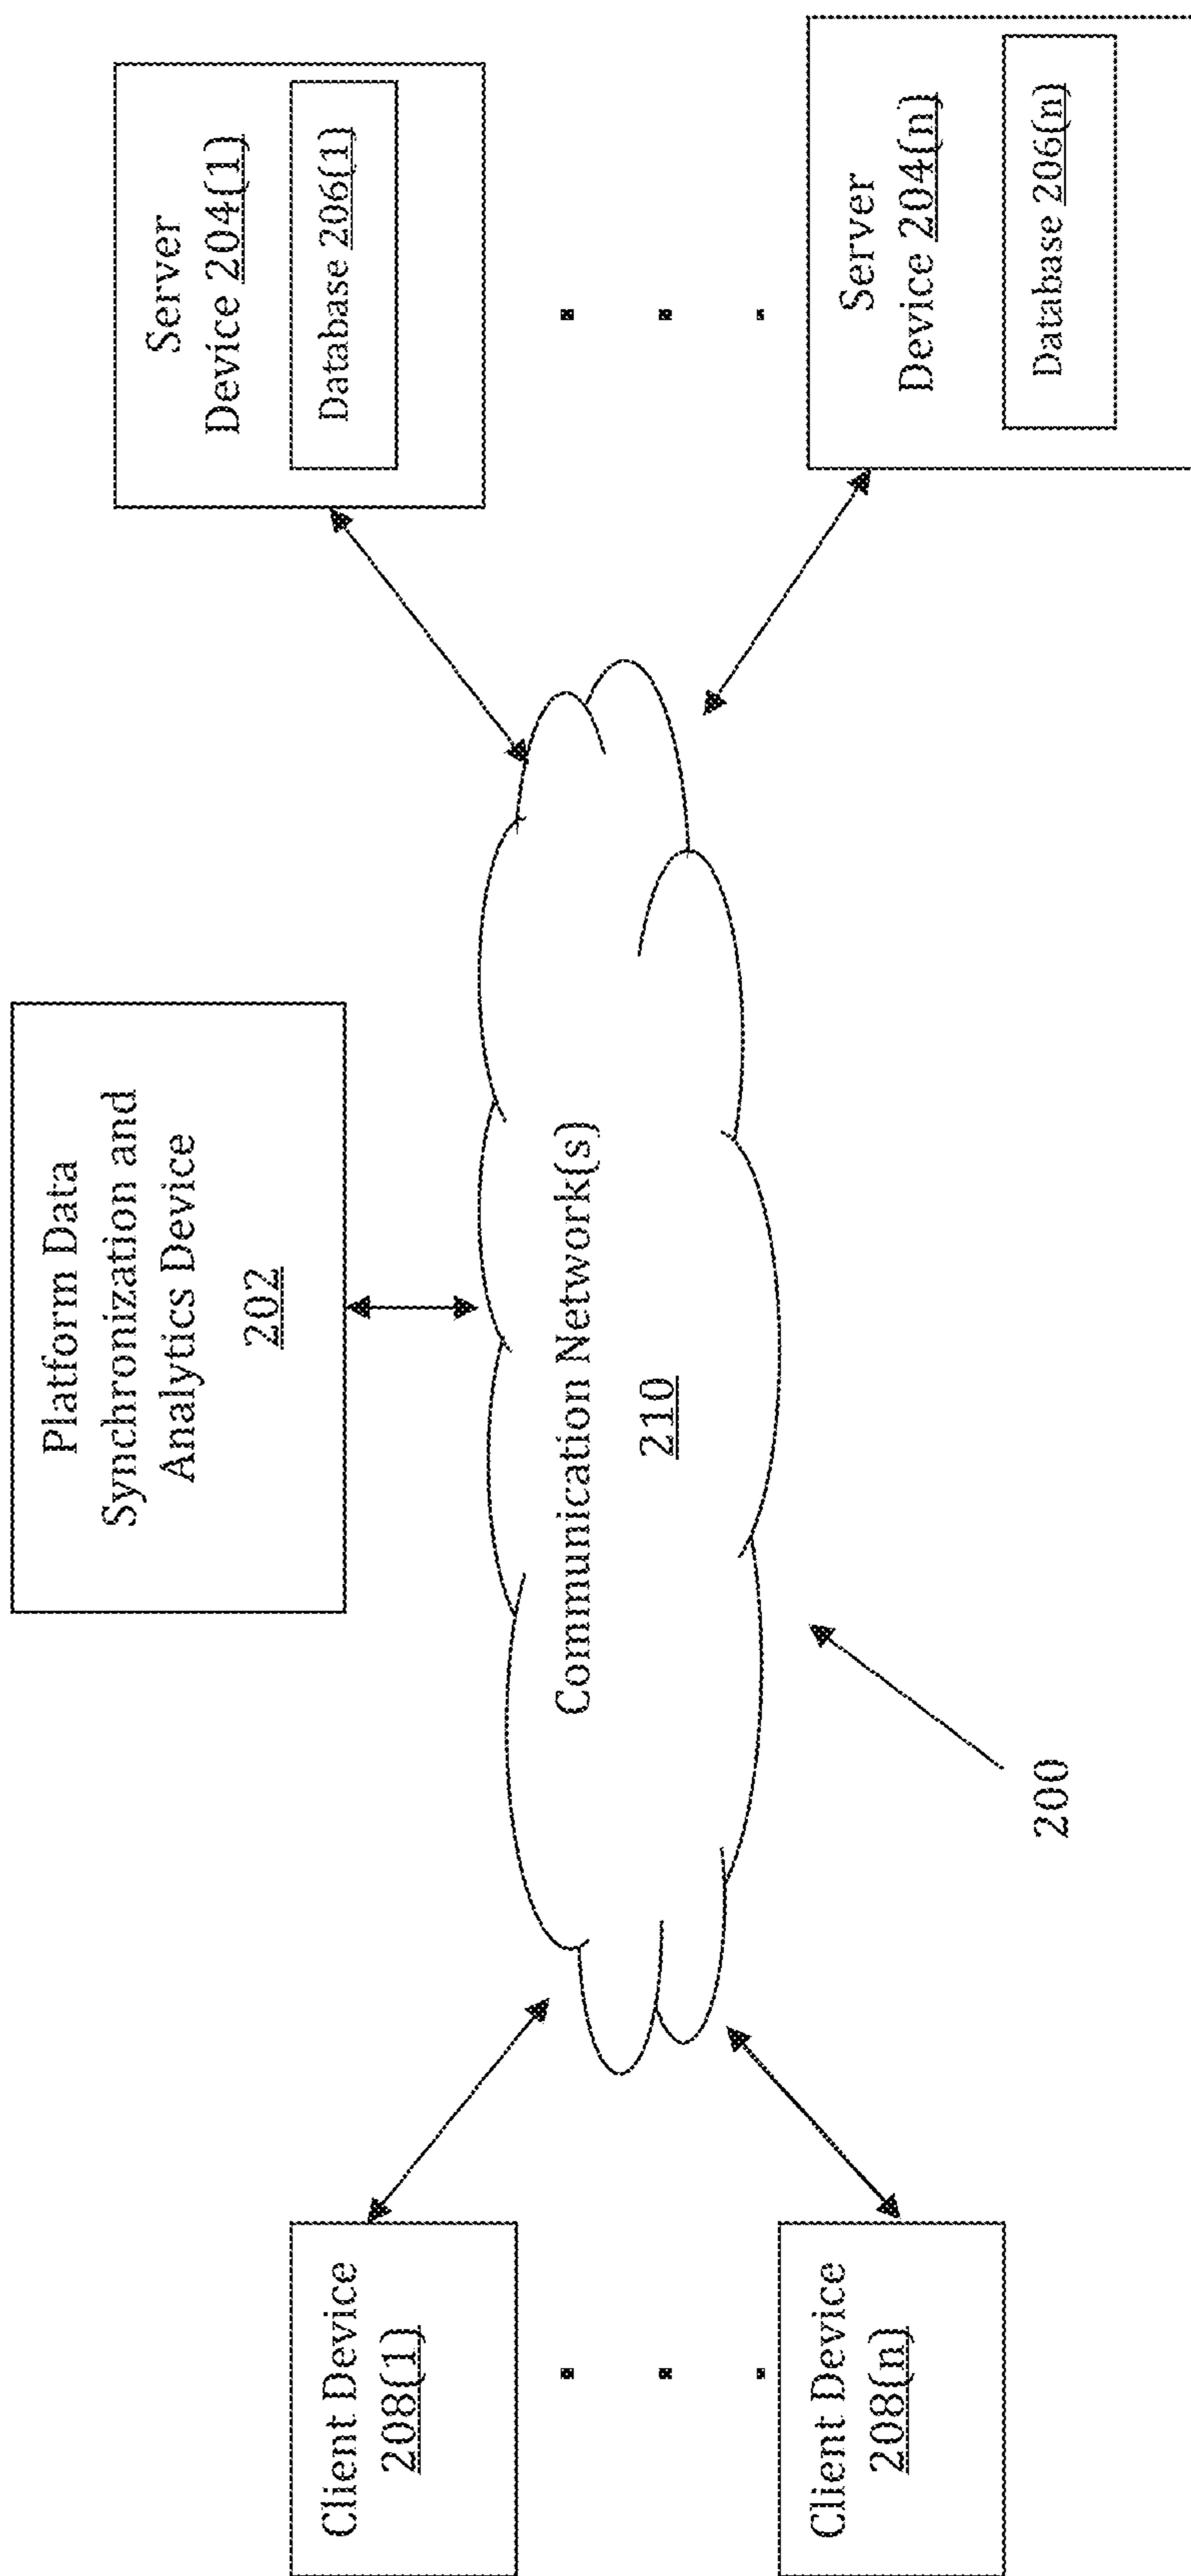 Platform Data
Synchronization and
Analytics Device
202
Server
Device 204(1)
Database 206(1)
Server
Device 204(n)
Database 206(n)
Communication Network(s)
210
Client Device
208(1)
Client Device
208(n)
200